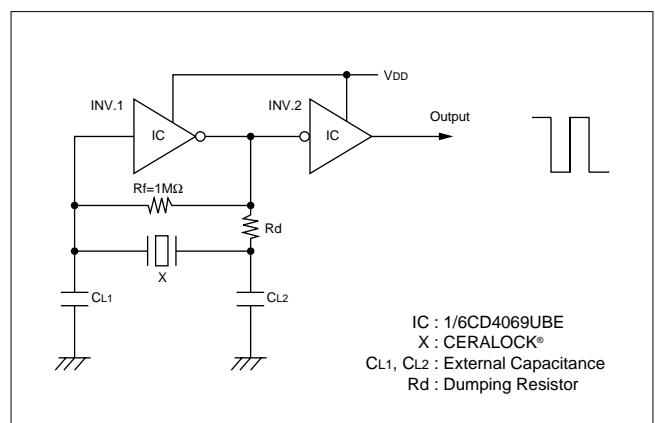 VDD
INV.1
INV.2
IC
IC
Output
Rf=1MΩ
Rd
X
CL1
CL2
IC : 1/6CD4069UBE
X : CERALOCK®
CL1, CL2 : External Capacitance
Rd : Dumping Resistor